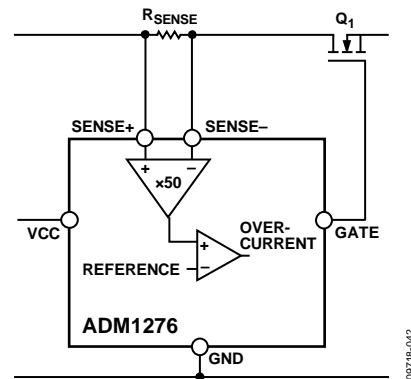 RSENSE
Q1
SENSE+
SENSE–
+
–
×50
VCC
OVER-
CURRENT
GATE
+
REFERENCE
–
ADM1276
GND
09718-042